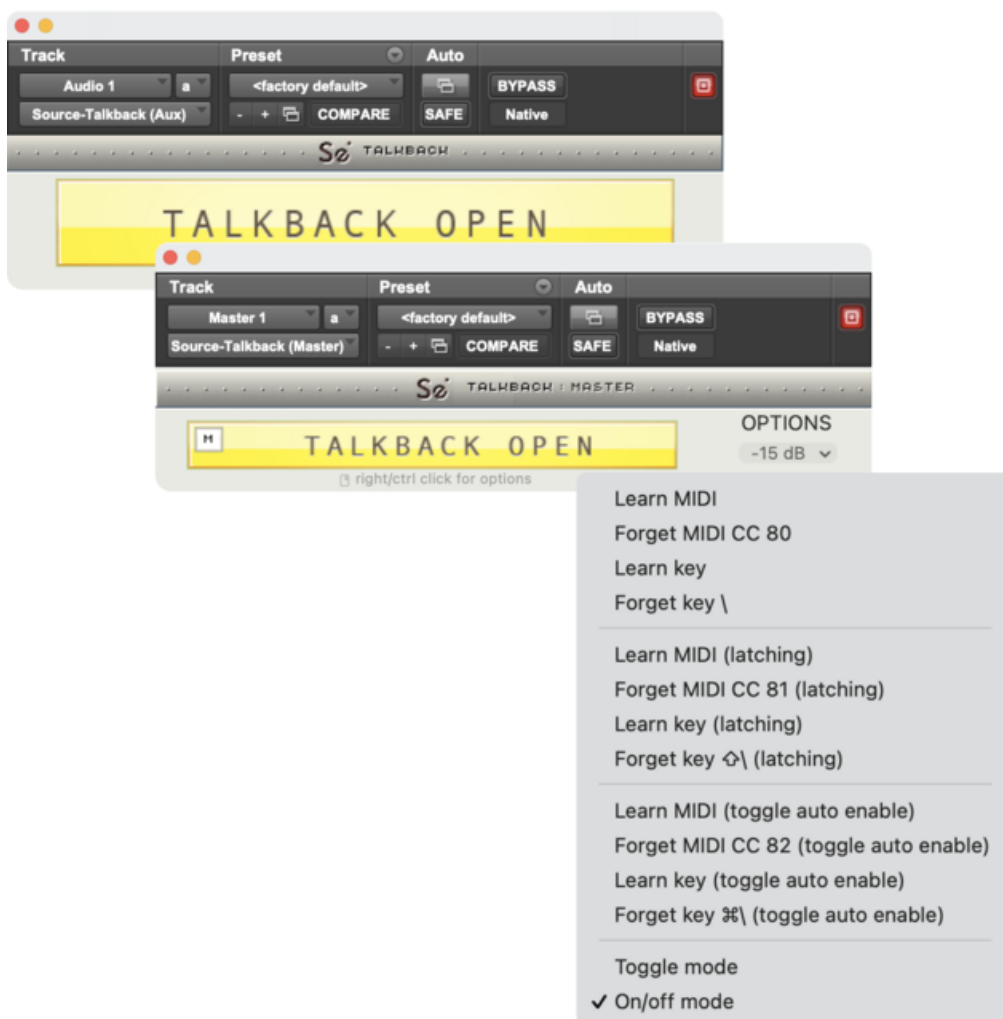 Track Preset Auto
Audio 1 a <factory default> BYPASS
Source-Talkback (Aux) - + COMPARE SAFE Native
Se TALKBACK
TALKBACK OPEN
Track Preset Auto
Master 1 a <factory default> BYPASS
Source-Talkback (Master) - + COMPARE SAFE Native
Se TALKBACK : MASTER
OPTIONS
M TALKBACK OPEN -15 dB
right/ctrl click for options
Learn MIDI
Forget MIDI CC 80
Learn key
Forget key \
Learn MIDI (latching)
Forget MIDI CC 81 (latching)
Learn key (latching)
Forget key ⇧\ (latching)
Learn MIDI (toggle auto enable)
Forget MIDI CC 82 (toggle auto enable)
Learn key (toggle auto enable)
Forget key ⌘\ (toggle auto enable)
Toggle mode
✓ On/off mode